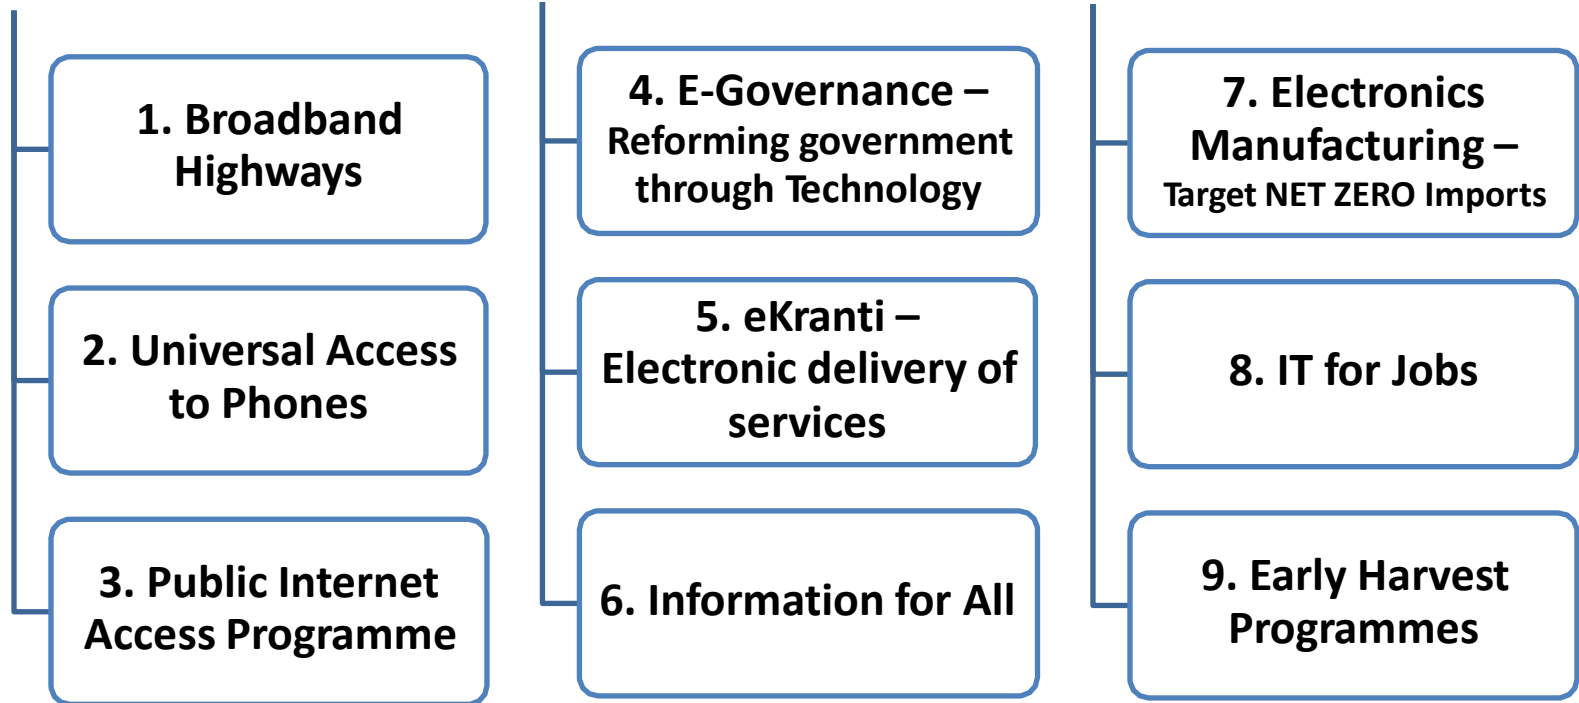 1. Broadband
Highways
2. Universal Access
to Phones
3. Public Internet
Access Programme
4. E-Governance –
Reforming government
through Technology
5. eKranti –
Electronic delivery of
services
6. Information for All
7. Electronics
Manufacturing –
Target NET ZERO Imports
8. IT for Jobs
9. Early Harvest
Programmes